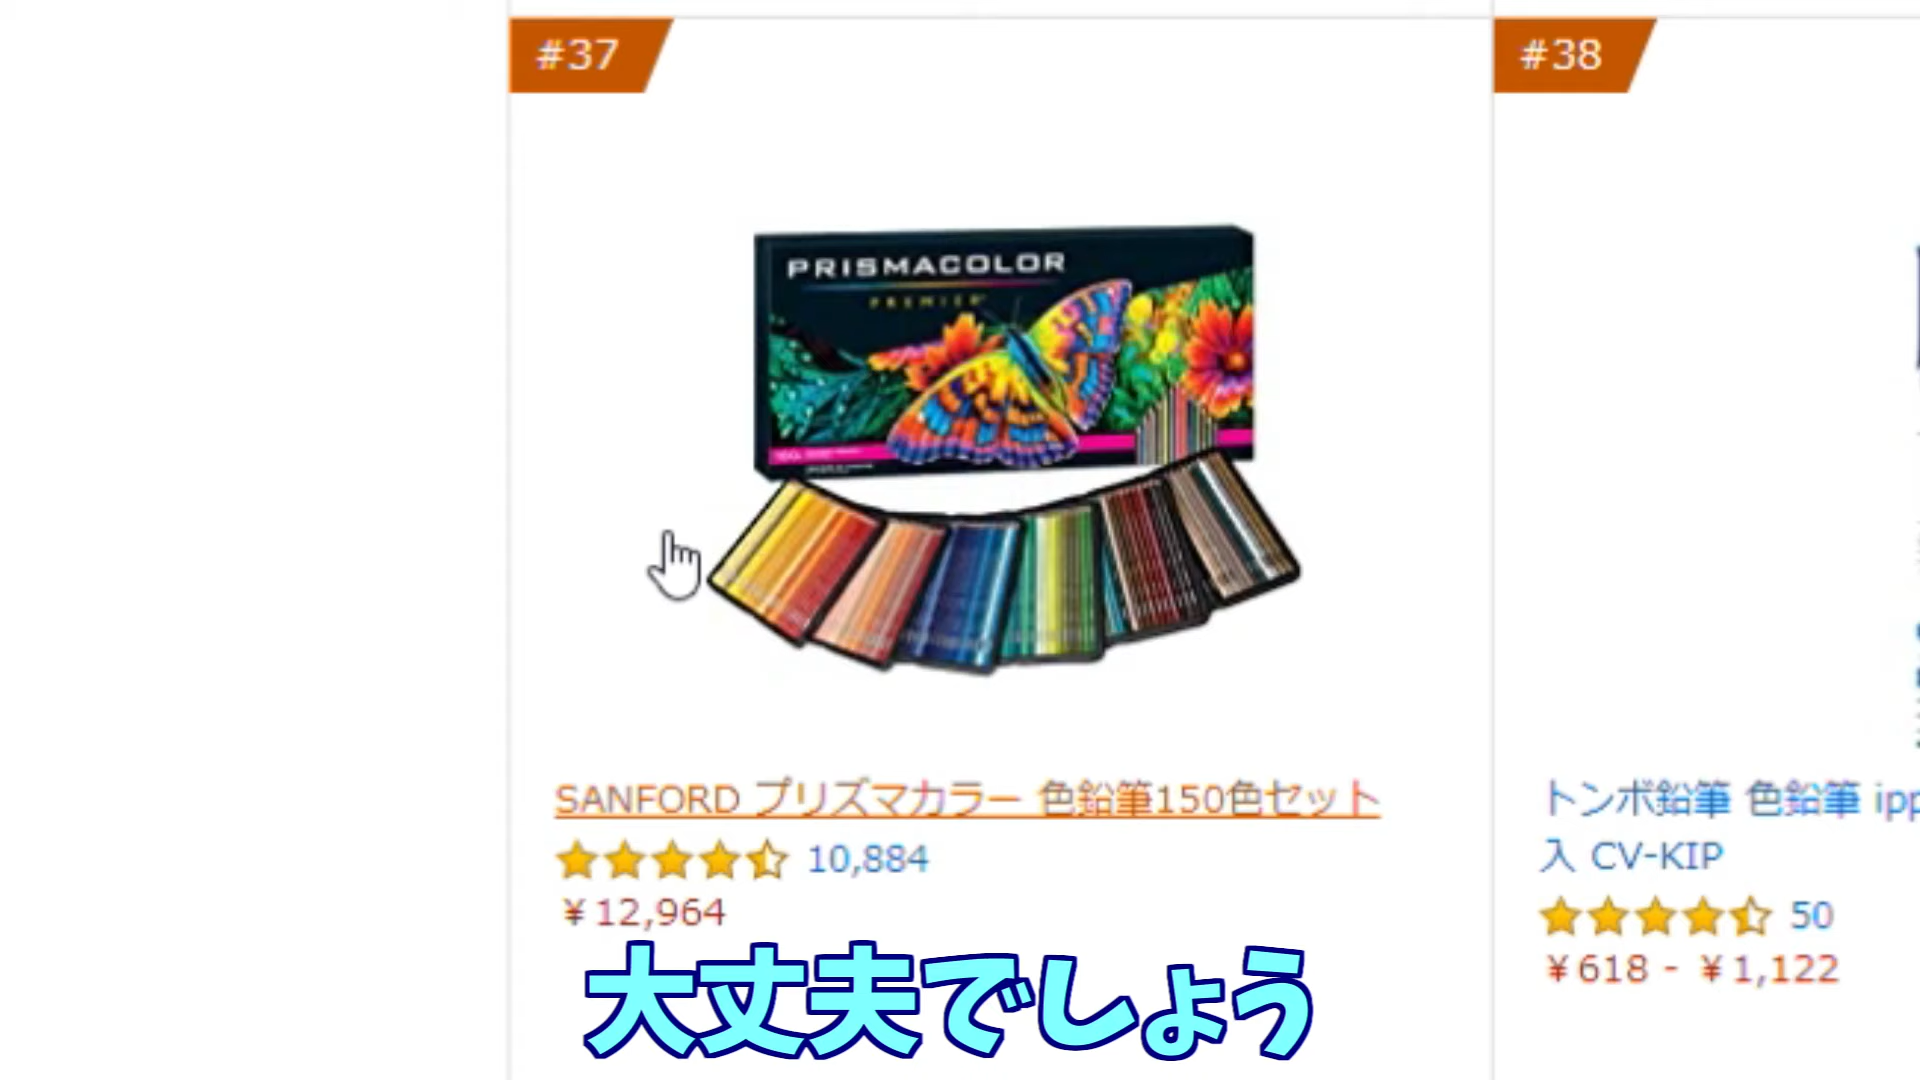 #37
#38
PRISMACOLOR
PREMIER
SANFORD プリズマカラー 色鉛筆150色セット
10,884
¥12,964
トンボ鉛筆 色鉛筆 ipp
入 CV-KIP
50
¥618 - ¥1,122
大丈夫でしょう